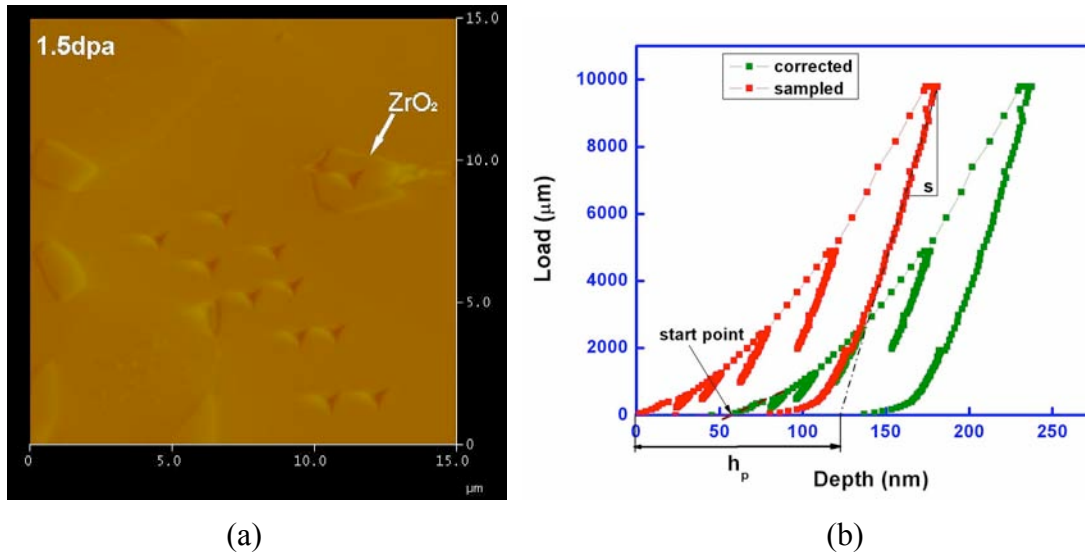 1.5dpa
ZrO₂
15.0
10.0
5.0
0
0
5.0
10.0
15.0
µm
(a)
corrected
sampled
10000
8000
6000
4000
2000
0
Load (µm)
s
start point
0
50
100
150
200
250
hₚ
Depth (nm)
(b)